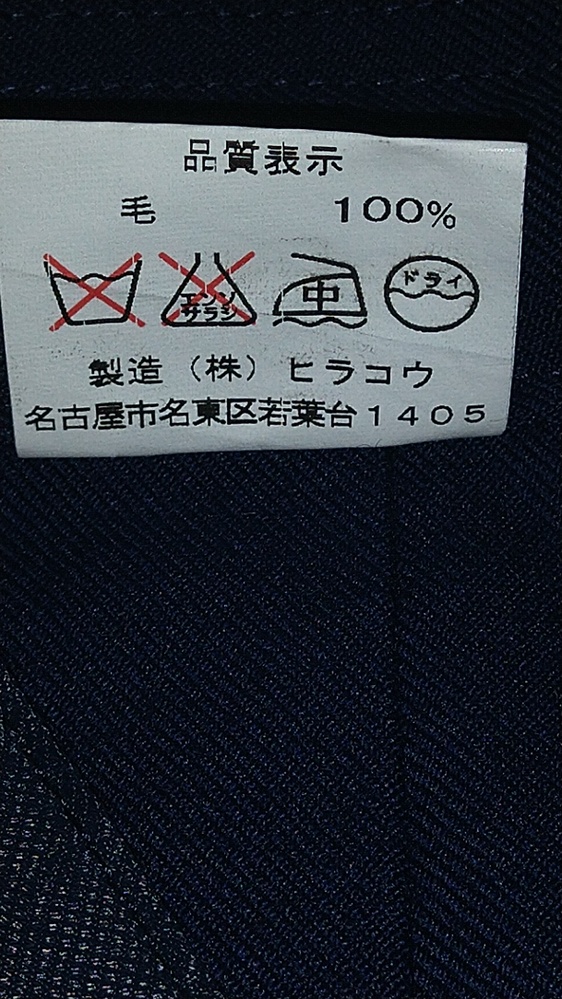 品質表示
毛 100%
エンソ サラシ 中 ドライ
製造（株）ヒラコウ
名古屋市名東区若葉台1405